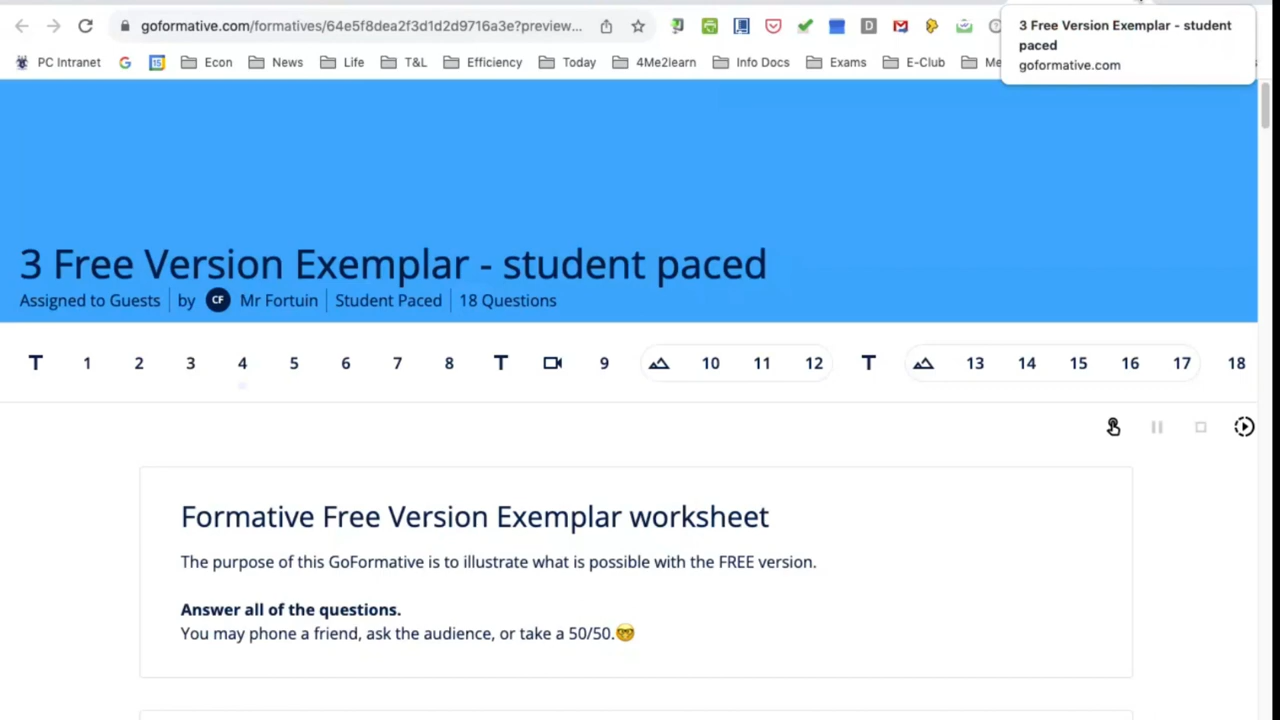 goformative.com/formatives/64e5f8dea2f3d1d2d9716a3e?preview...
3 Free Version Exemplar - student
paced
goformative.com
PC Intranet Econ News Life T&L Efficiency Today 4Me2learn Info Docs Exams E-Club Me
3 Free Version Exemplar - student paced
Assigned to Guests by CF Mr Fortuin Student Paced 18 Questions
T 1 2 3 4 5 6 7 8 T 9 10 11 12 T 13 14 15 16 17 18
Formative Free Version Exemplar worksheet
The purpose of this GoFormative is to illustrate what is possible with the FREE version.
Answer all of the questions.
You may phone a friend, ask the audience, or take a 50/50.🤓